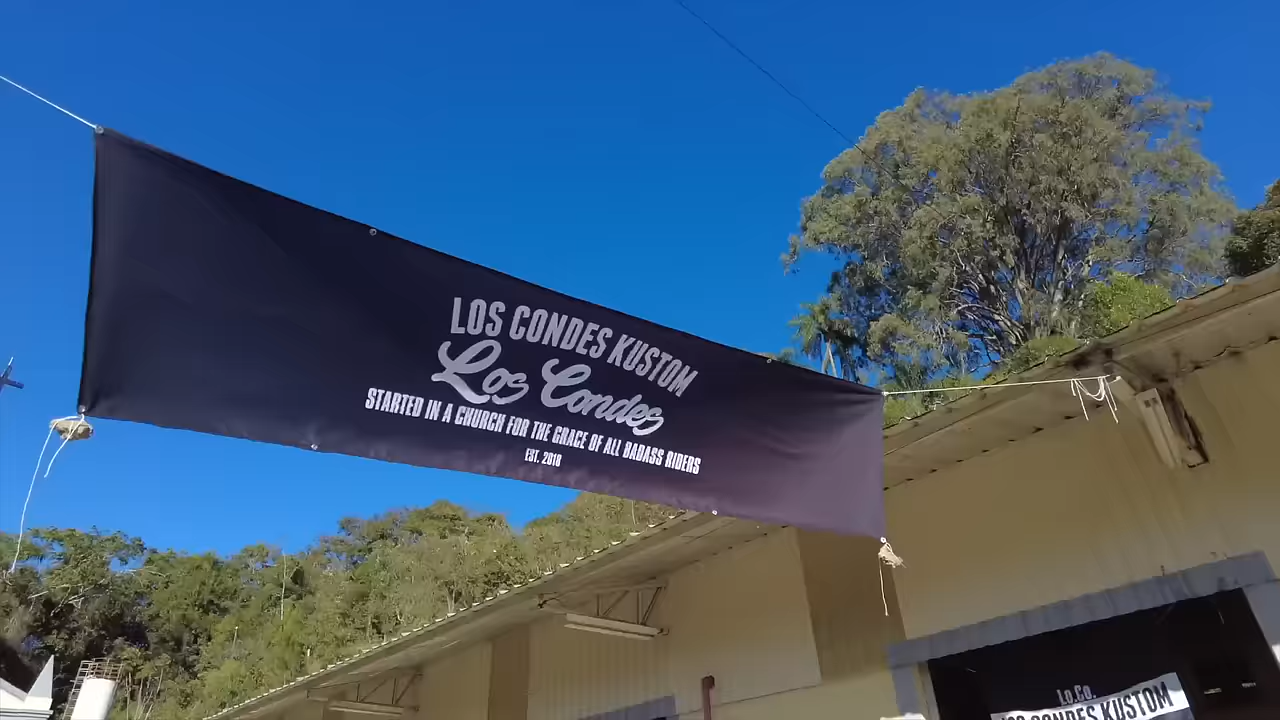 LOS CONDES KUSTOM
Los Condes
STARTED IN A CHURCH FOR THE GRACE OF ALL BADASS RIDERS
EST. 2018
Lo.Co.
LOS CONDES KUSTOM